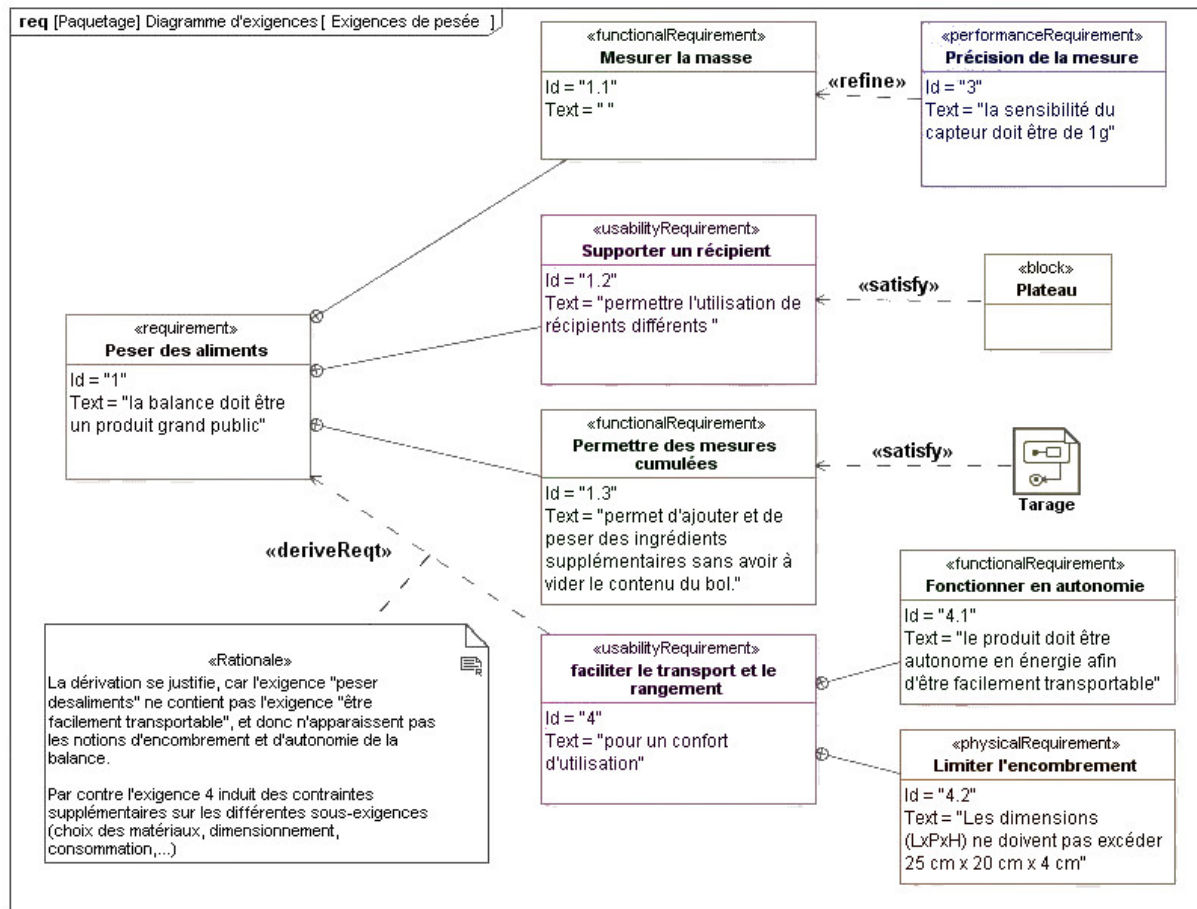 req [Paquetage] Diagramme d'exigences [ Exigences de pesée ]
«functionalRequirement»
Mesurer la masse
Id = "1.1"
Text = " "
«refine»
«performanceRequirement»
Précision de la mesure
Id = "3"
Text = "la sensibilité du
capteur doit être de 1g"
«usabilityRequirement»
Supporter un récipient
Id = "1.2"
Text = "permettre l'utilisation de
récipients différents "
«satisfy»
«block»
Plateau
«requirement»
Peser des aliments
Id = "1"
Text = "la balance doit être
un produit grand public"
«functionalRequirement»
Permettre des mesures
cumulées
Id = "1.3"
Text = "permet d'ajouter et de
peser des ingrédients
supplémentaires sans avoir à
vider le contenu du bol."
«satisfy»
Tarage
«deriveReqt»
«functionalRequirement»
Fonctionner en autonomie
Id = "4.1"
Text = "le produit doit être
autonome en énergie afin
d'être facilement transportable"
«usabilityRequirement»
faciliter le transport et le
rangement
Id = "4"
Text = "pour un confort
d'utilisation"
«physicalRequirement»
Limiter l'encombrement
Id = "4.2"
Text = "Les dimensions
(LxPxH) ne doivent pas excéder
25 cm x 20 cm x 4 cm"
«Rationale»
La dérivation se justifie, car l'exigence "peser
desaliments" ne contient pas l'exigence "être
facilement transportable", et donc n'apparaissent pas
les notions d'encombrement et d'autonomie de la
balance.
Par contre l'exigence 4 induit des contraintes
supplémentaires sur les différentes sous-exigences
(choix des matériaux, dimensionnement,
consommation,...)